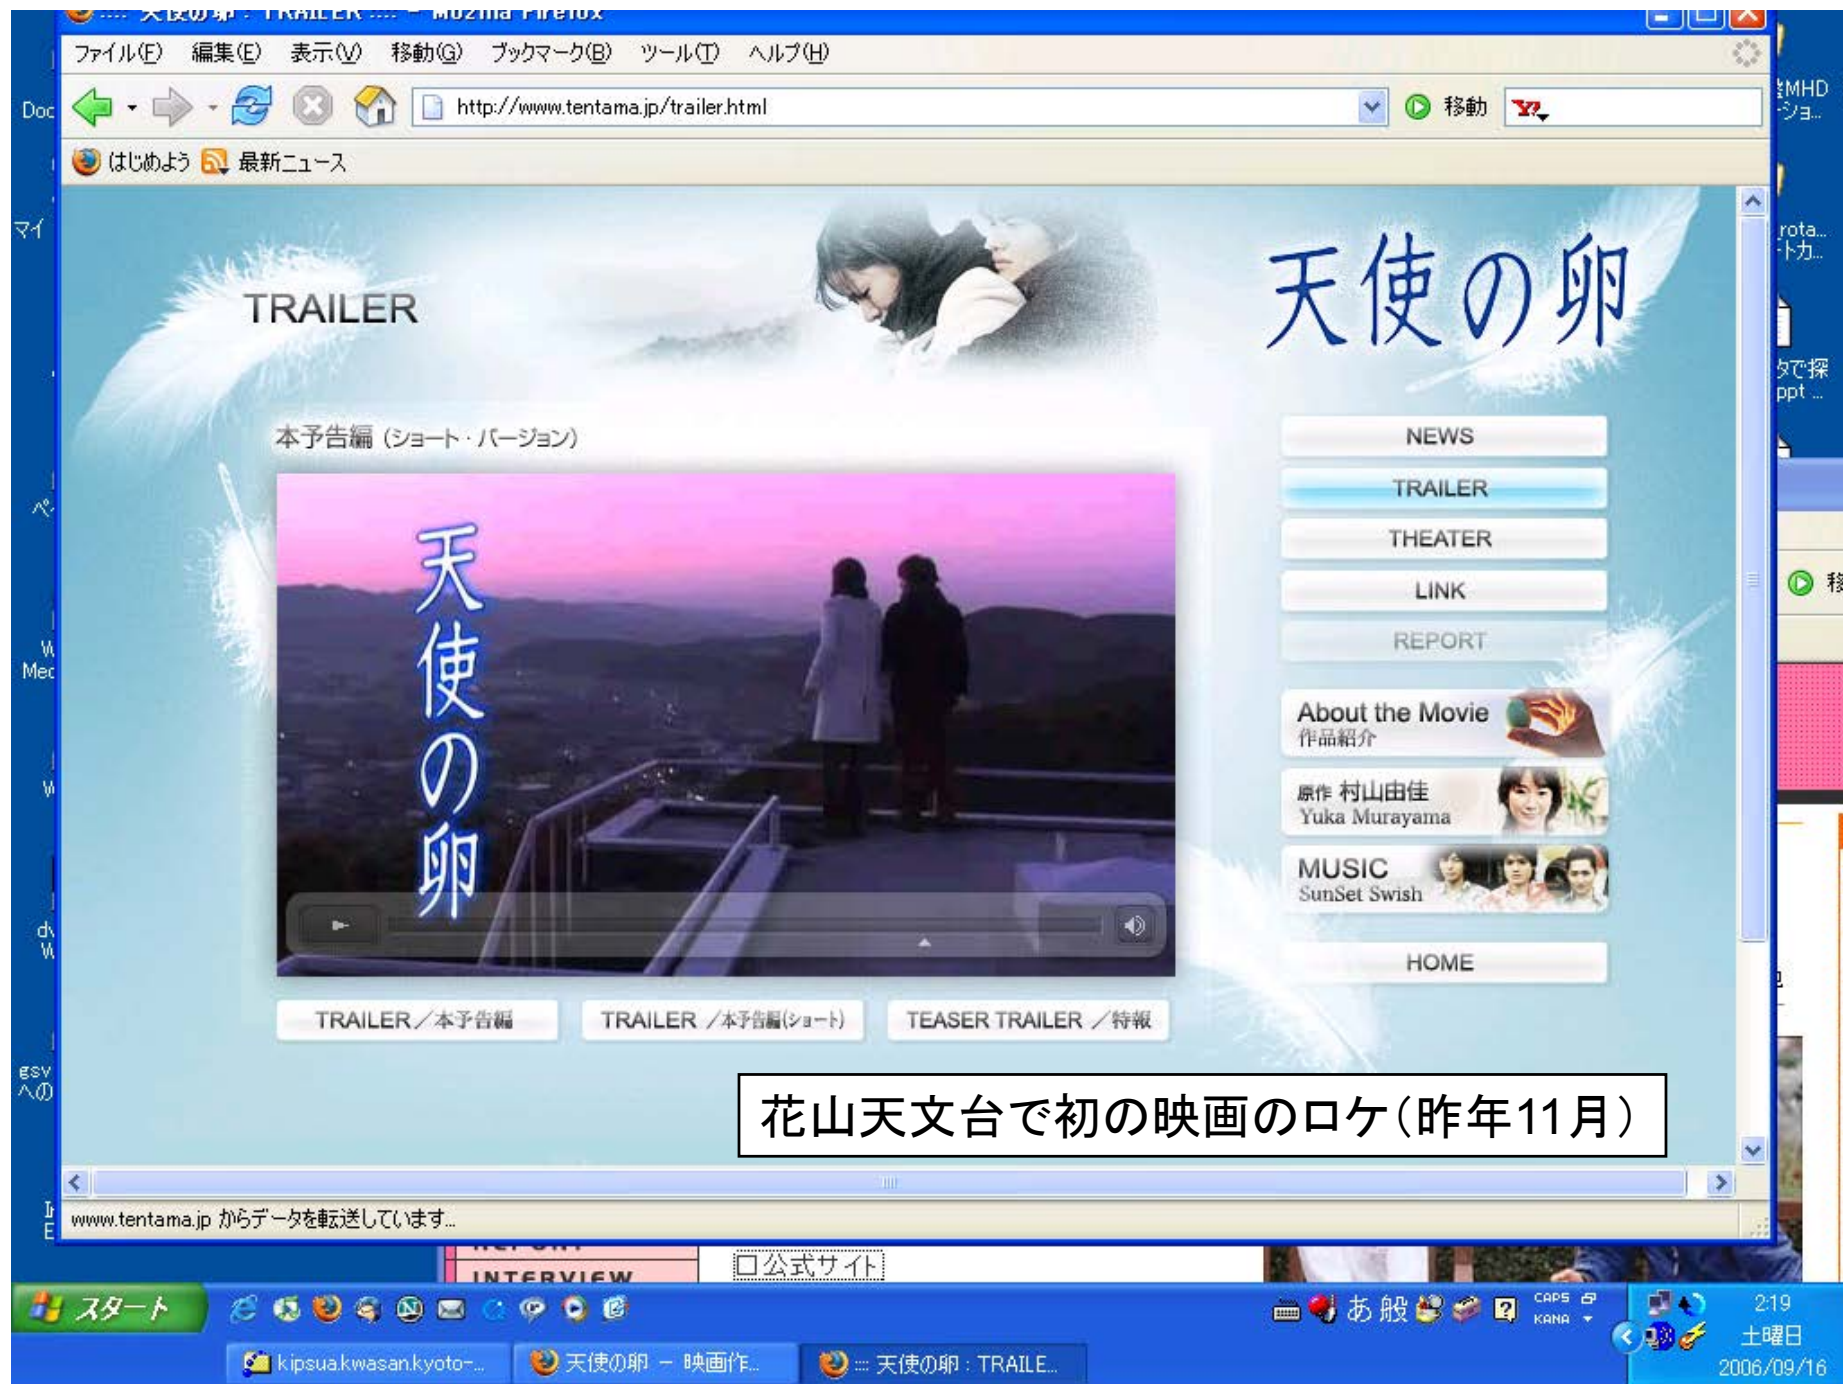 :::: 天使の卵 : TRAILER :::: - Mozilla Firefox
ファイル(F) 編集(E) 表示(V) 移動(G) ブックマーク(B) ツール(T) ヘルプ(H)
http://www.tentama.jp/trailer.html
移動
はじめよう 最新ニュース
TRAILER
天使の卵
本予告編 (ショート・バージョン)
天使の卵
NEWS
TRAILER
THEATER
LINK
REPORT
About the Movie
作品紹介
原作 村山由佳
Yuka Murayama
MUSIC
SunSet Swish
HOME
TRAILER／本予告編
TRAILER ／本予告編(ショート)
TEASER TRAILER ／特報
花山天文台で初の映画のロケ(昨年11月)
www.tentama.jp からデータを転送しています...
REPORT
INTERVIEW
□公式サイト
スタート
あ 般
CAPS
KANA
2:19
土曜日
2006/09/16
kipsua.kwasan.kyoto-...
天使の卵 － 映画作...
:::: 天使の卵 : TRAILE...